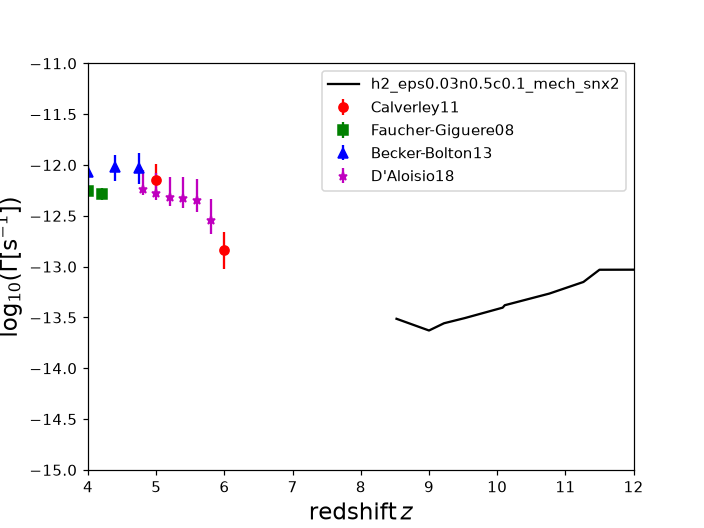 −11.0
−11.5
−12.0
−12.5
−13.0
−13.5
−14.0
−14.5
−15.0
log10(Γ[s−1])
h2_eps0.03n0.5c0.1_mech_snx2
Calverley11
Faucher-Giguere08
Becker-Bolton13
D'Aloisio18
4 5 6 7 8 9 10 11 12
redshift z